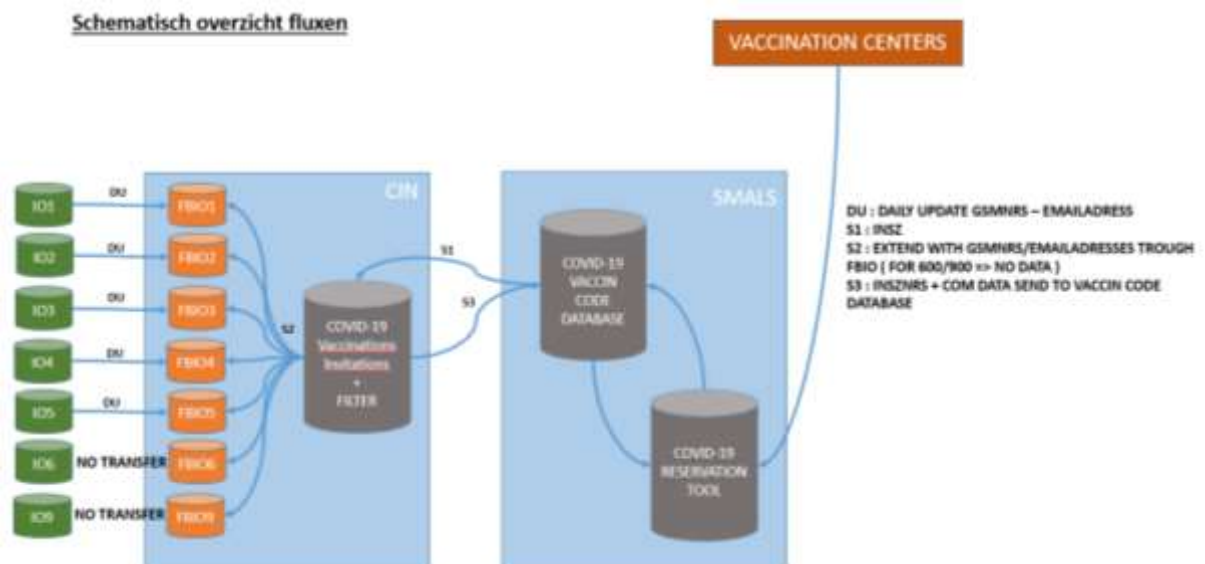 Schematisch overzicht fluxen
VACCINATION CENTERS
CIN
SMALS
IO1
DU
FBIO1
IO2
DU
FBIO2
IO3
DU
FBIO3
IO4
DU
FBIO4
IO5
DU
FBIO5
IO6
NO TRANSFER
FBIO6
IO9
NO TRANSFER
FBIO9
S2
COVID-19
Vaccinations
Invitations
+
FILTER
S1
S3
COVID-19
VACCIN
CODE
DATABASE
COVID-19
RESERVATION
TOOL
DU : DAILY UPDATE GSMNRS – EMAILADRESS
S1 : INSZ
S2 : EXTEND WITH GSMNRS/EMAILADRESSES TROUGH
FBIO ( FOR 600/900 => NO DATA )
S3 : INSZNRS + COM DATA SEND TO VACCIN CODE
DATABASE